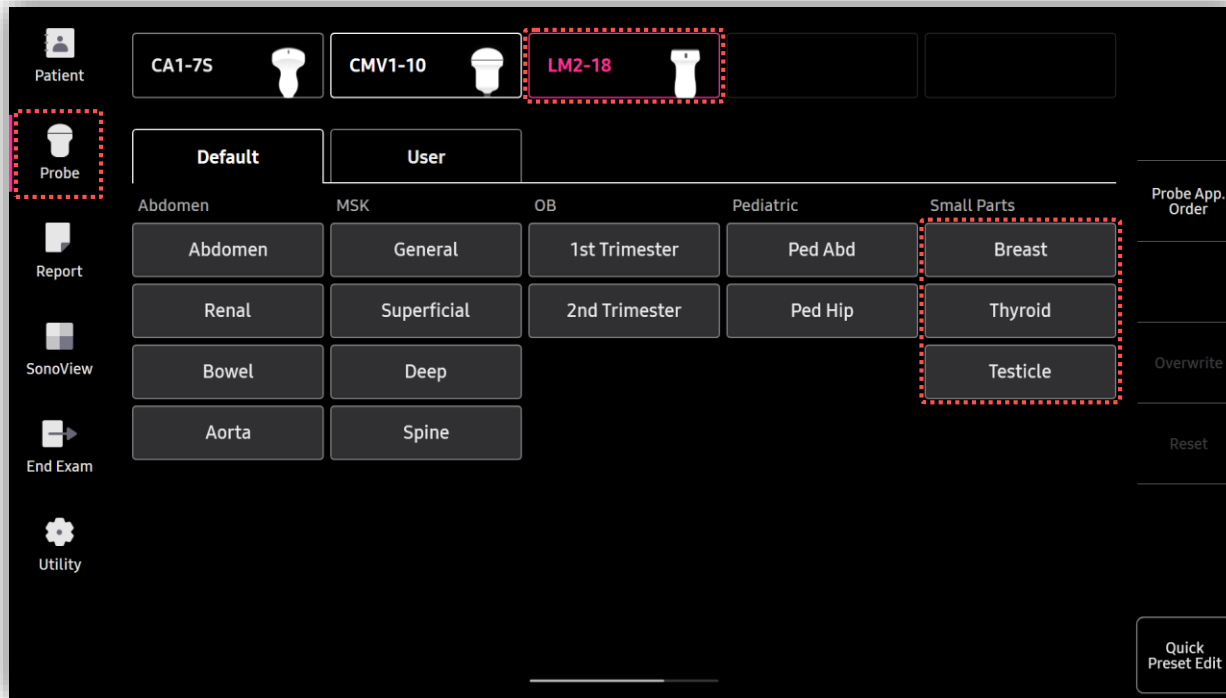 Patient
Probe
Report
SonoView
End Exam
Utility
CA1-7S
CMV1-10
LM2-18
Default
User
Abdomen
MSK
OB
Pediatric
Small Parts
Abdomen
General
1st Trimester
Ped Abd
Breast
Renal
Superficial
2nd Trimester
Ped Hip
Thyroid
Bowel
Deep
Testicle
Aorta
Spine
Probe App.
Order
Overwrite
Reset
Quick
Preset Edit